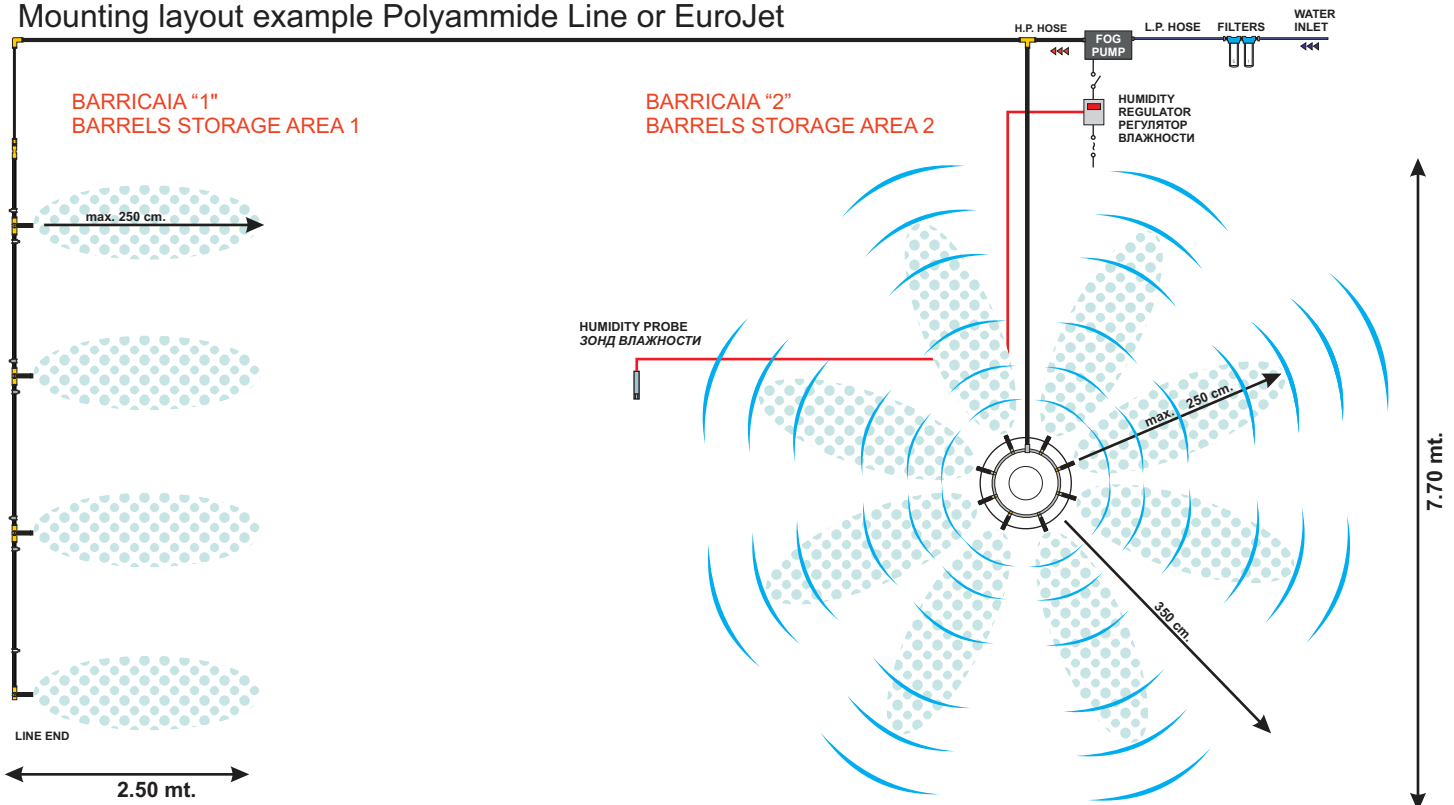 Mounting layout example Polyammide Line or EuroJet
H.P. HOSE
FOG
PUMP
L.P. HOSE
FILTERS
WATER
INLET
BARRICAIA “1"
BARRELS STORAGE AREA 1
BARRICAIA “2”
BARRELS STORAGE AREA 2
HUMIDITY
REGULATOR
РЕГУЛЯТОР
ВЛАЖНОСТИ
max. 250 cm.
HUMIDITY PROBE
ЗОНД ВЛАЖНОСТИ
max. 250 cm.
350 cm.
7.70 mt.
LINE END
2.50 mt.